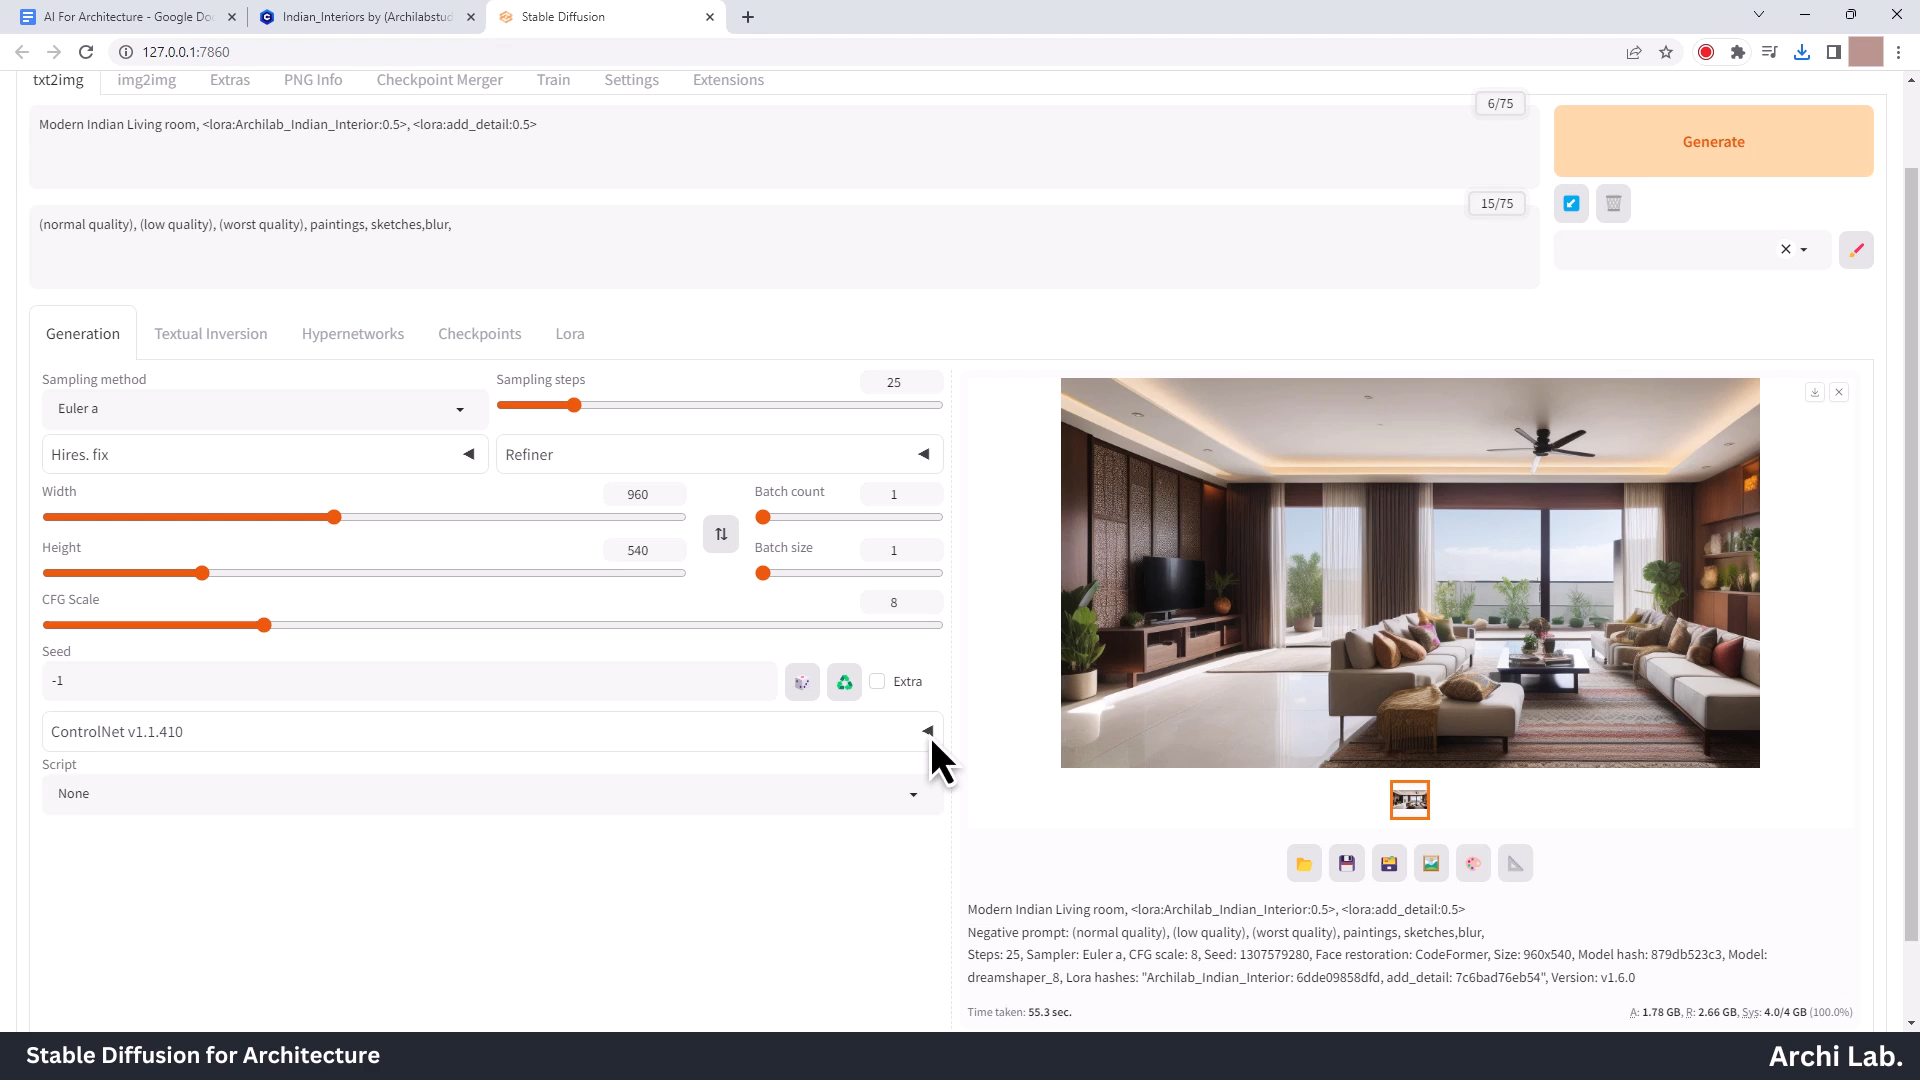 AI For Architecture - Google Do
Indian_Interiors by (Archilabstud
Stable Diffusion
127.0.0.1:7860
txt2img
img2img
Extras
PNG Info
Checkpoint Merger
Train
Settings
Extensions
6/75
Modern Indian Living room, <lora:Archilab_Indian_Interior:0.5>, <lora:add_detail:0.5>
Generate
15/75
(normal quality), (low quality), (worst quality), paintings, sketches,blur,
Generation
Textual Inversion
Hypernetworks
Checkpoints
Lora
Sampling method
Euler a
Sampling steps
25
Hires. fix
Refiner
Width
960
Batch count
1
Height
540
Batch size
1
CFG Scale
8
Seed
-1
Extra
ControlNet v1.1.410
Script
None
Modern Indian Living room, <lora:Archilab_Indian_Interior:0.5>, <lora:add_detail:0.5>
Negative prompt: (normal quality), (low quality), (worst quality), paintings, sketches,blur,
Steps: 25, Sampler: Euler a, CFG scale: 8, Seed: 1307579280, Face restoration: CodeFormer, Size: 960x540, Model hash: 879db523c3, Model:
dreamshaper_8, Lora hashes: "Archilab_Indian_Interior: 6dde09858dfd, add_detail: 7c6bad76eb54", Version: v1.6.0
Time taken: 55.3 sec.
A: 1.78 GB, R: 2.66 GB, Sys: 4.0/4 GB (100.0%)
Stable Diffusion for Architecture
Archi Lab.